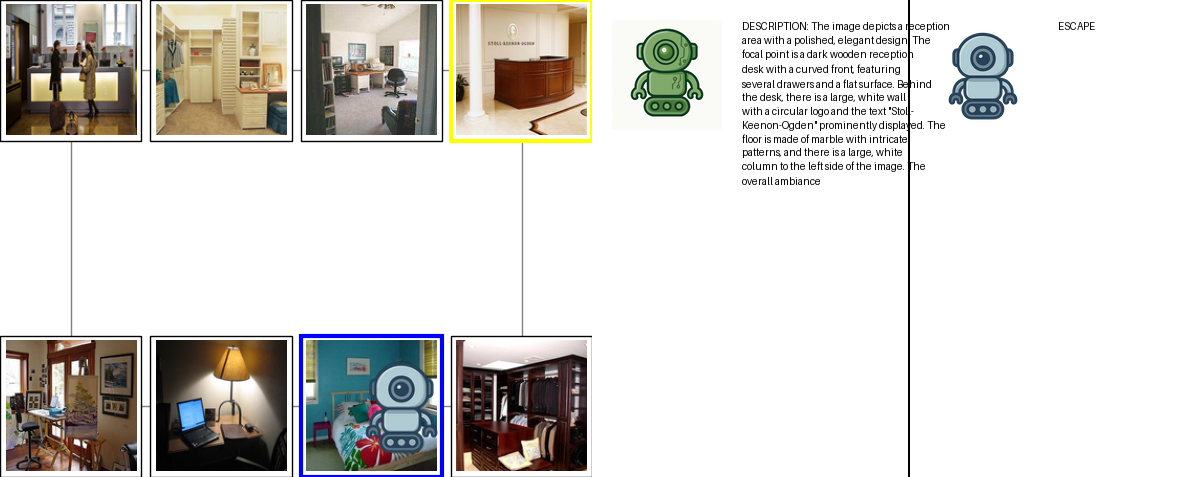 STOLL·KEENON·OGDEN
DESCRIPTION: The image depicts a reception
area with a polished, elegant design. The
focal point is a dark wooden reception
desk with a curved front, featuring
several drawers and a flat surface. Behind
the desk, there is a large, white wall
with a circular logo and the text "Stoll-
Keenon-Ogden" prominently displayed. The
floor is made of marble with intricate
patterns, and there is a large, white
column to the left side of the image. The
overall ambiance
ESCAPE